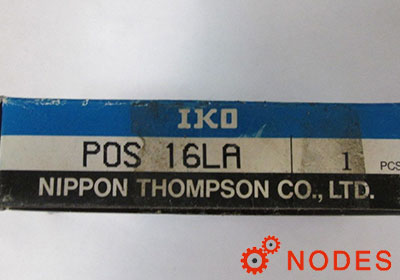 IKO
POS 16LA 1 PCS
NIPPON THOMPSON CO., LTD.
NODES